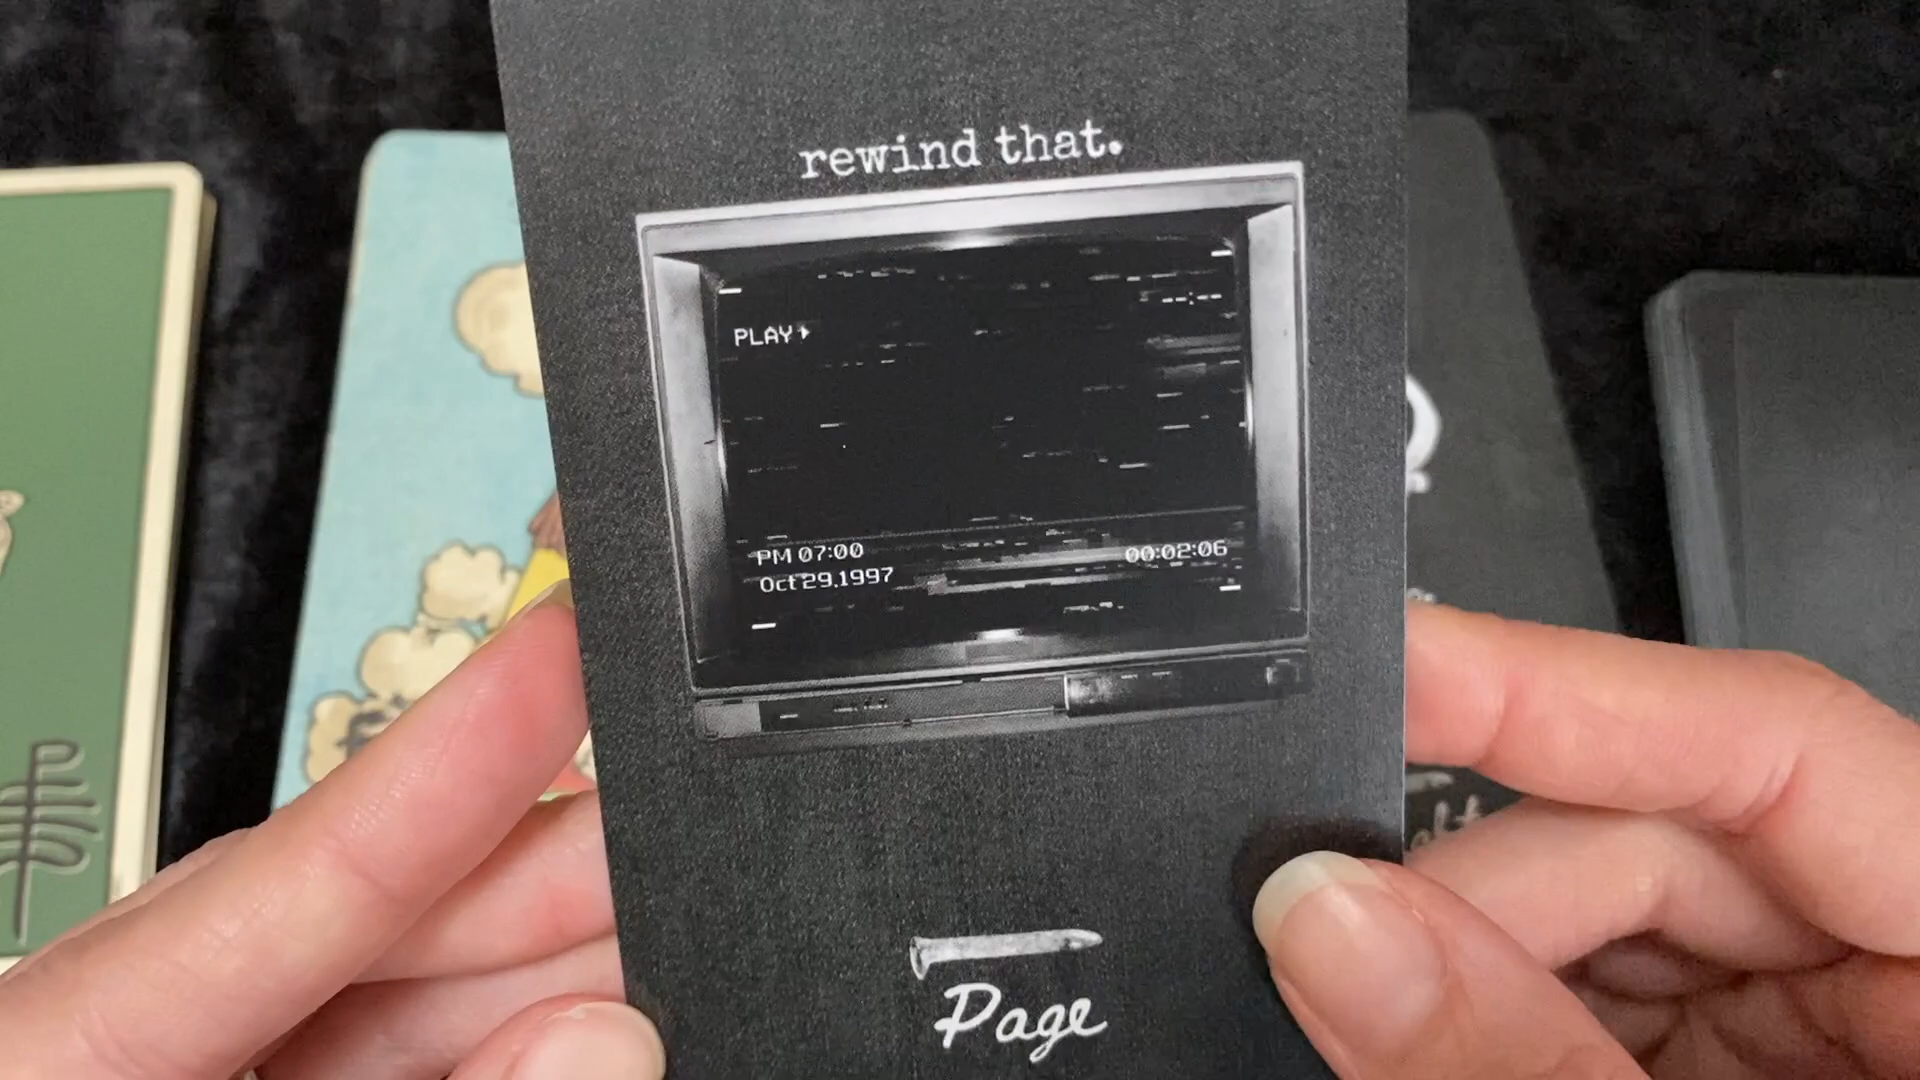 rewind that.
--:--
PLAY
PM 07:00
00:02:06
Oct 29.1997
Page